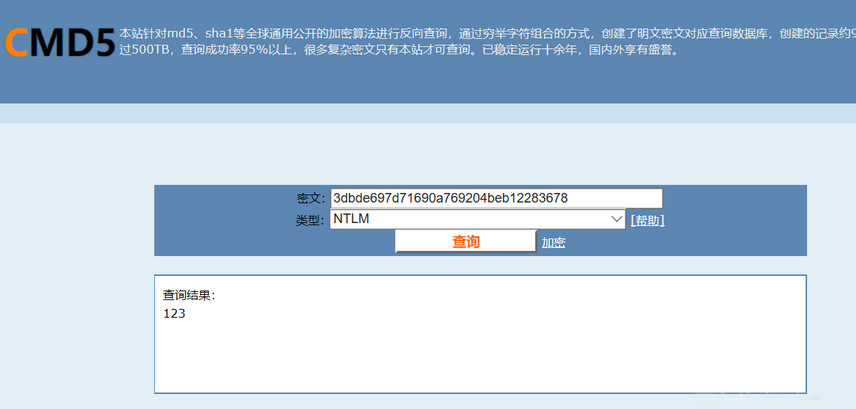 CMD5
本站针对md5、sha1等全球通用公开的加密算法进行反向查询，通过穷举字符组合的方式，创建了明文密文对应查询数据库，创建的记录约9
过500TB，查询成功率95%以上，很多复杂密文只有本站才可查询。已稳定运行十余年，国内外享有盛誉。
密文: 3dbde697d71690a769204beb12283678
类型: NTLM [帮助]
查询 加密
查询结果:
123